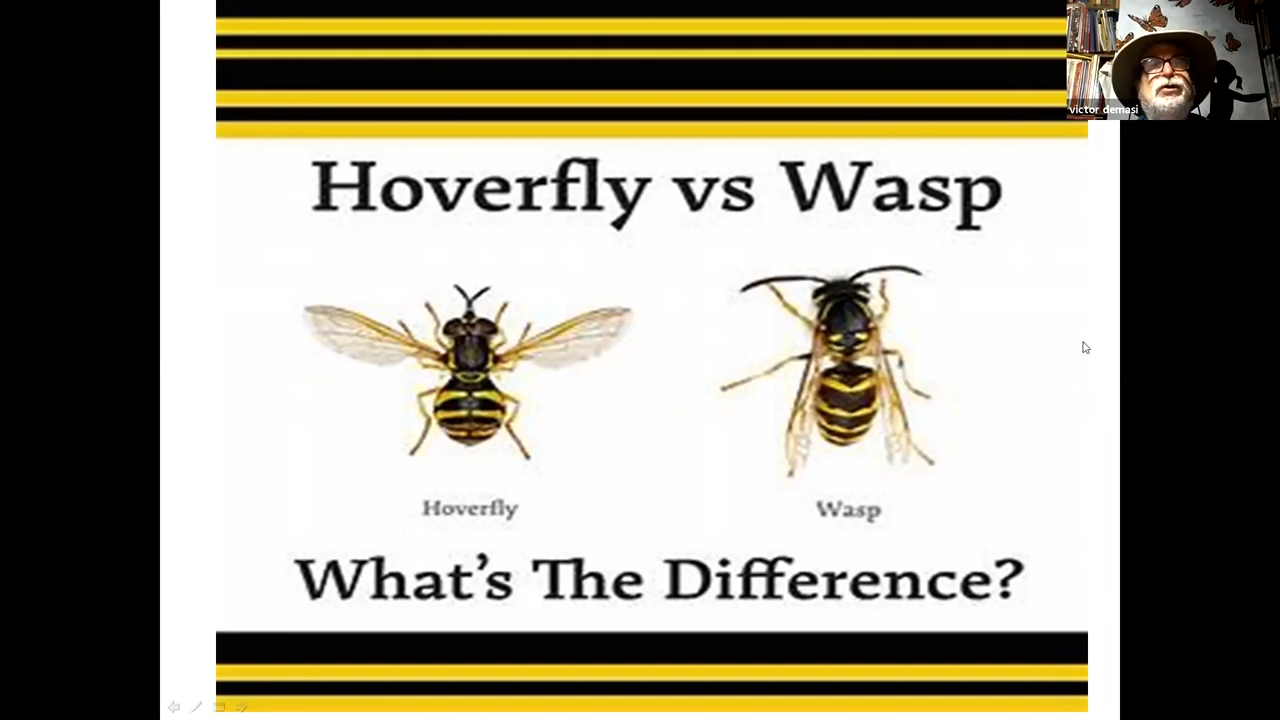 victor demasi
Hoverfly vs Wasp
Hoverfly
Wasp
What's The Difference?